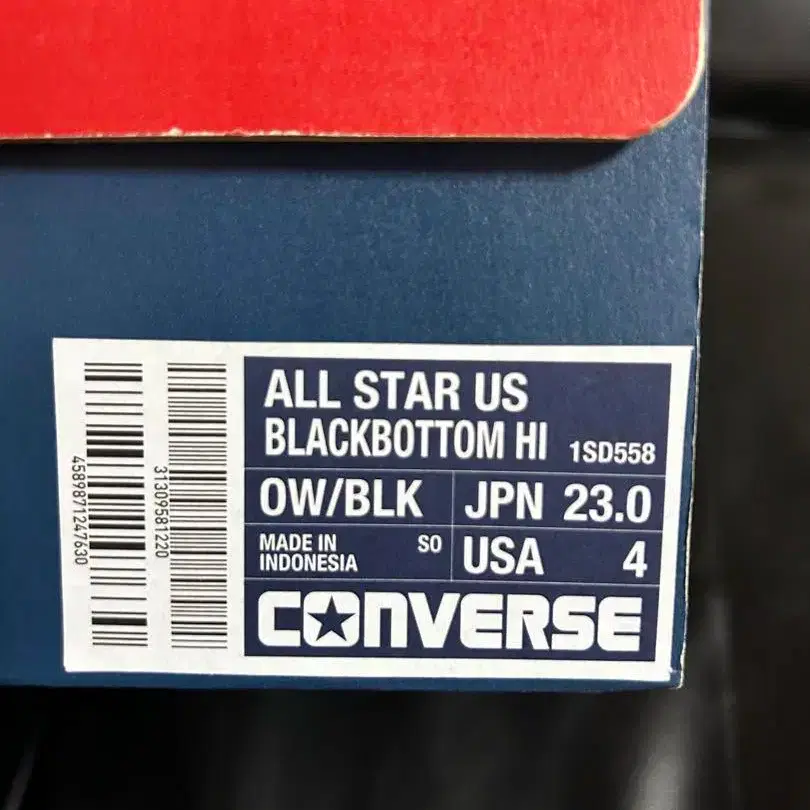 ALL STAR US
BLACKBOTTOM HI 1SD558
OW/BLK JPN 23.0
MADE IN
INDONESIA
SO
USA 4
CONVERSE
4589871247630
31309581220